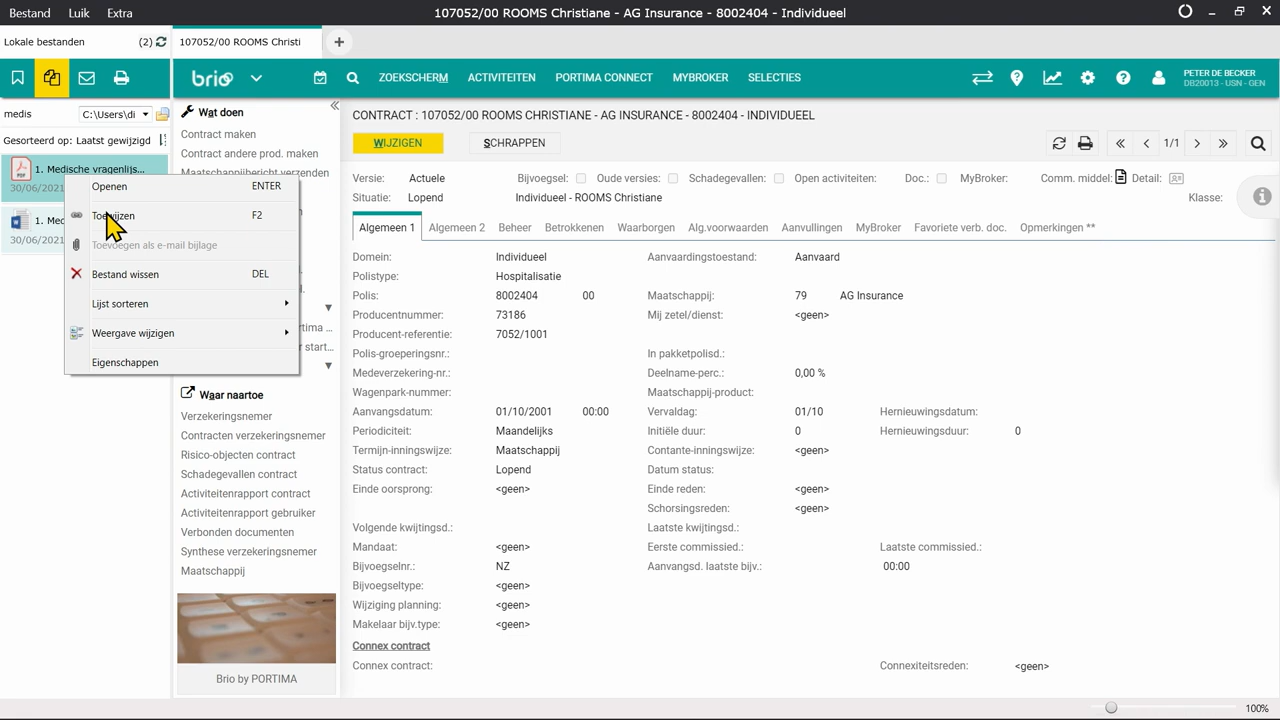 Bestand Luik Extra
107052/00 ROOMS Christiane - AG Insurance - 8002404 - Individueel
Lokale bestanden (2)
107052/00 ROOMS Christi
brio
ZOEKSCHERM ACTIVITEITEN PORTIMA CONNECT MYBROKER SELECTIES
PETER DE BECKER
DB20013 - USN - GEN
medis C:\Users\di
Gesorteerd op: Laatst gewijzigd
1. Medische vragenlijs...
30/06/2021
1. Med
30/06/2021
Openen ENTER
Toewijzen F2
Toevoegen als e-mail bijlage
Bestand wissen DEL
Lijst sorteren
Weergave wijzigen
Eigenschappen
Wat doen
Contract maken
Contract andere prod. maken
Maatschappijbericht verzenden
rtima ...
r start...
Waar naartoe
Verzekeringsnemer
Contracten verzekeringsnemer
Risico-objecten contract
Schadegevallen contract
Activiteitenrapport contract
Activiteitenrapport gebruiker
Verbonden documenten
Synthese verzekeringsnemer
Maatschappij
Brio by PORTIMA
CONTRACT : 107052/00 ROOMS CHRISTIANE - AG INSURANCE - 8002404 - INDIVIDUEEL
WIJZIGEN SCHRAPPEN
1/1
Versie: Actuele Bijvoegsel: Oude versies: Schadegevallen: Open activiteiten: Doc.: MyBroker: Comm. middel: Detail:
Situatie: Lopend Individueel - ROOMS Christiane Klasse:
Algemeen 1 Algemeen 2 Beheer Betrokkenen Waarborgen Alg.voorwaarden Aanvullingen MyBroker Favoriete verb. doc. Opmerkingen **
Domein: Individueel Aanvaardingstoestand: Aanvaard
Polistype: Hospitalisatie
Polis: 8002404 00 Maatschappij: 79 AG Insurance
Producentnummer: 73186 Mij zetel/dienst: <geen>
Producent-referentie: 7052/1001
Polis-groeperingsnr.: In pakketpolisd.:
Medeverzekering-nr.: Deelname-perc.: 0,00 %
Wagenpark-nummer: Maatschappij-product:
Aanvangsdatum: 01/10/2001 00:00 Vervaldag: 01/10 Hernieuwingsdatum:
Periodiciteit: Maandelijks Initiële duur: 0 Hernieuwingsduur: 0
Termijn-inningswijze: Maatschappij Contante-inningswijze: <geen>
Status contract: Lopend Datum status:
Einde oorsprong: <geen> Einde reden: <geen>
Schorsingsreden: <geen>
Volgende kwijtingsd.: Laatste kwijtingsd.:
Mandaat: <geen> Eerste commissied.: Laatste commissied.:
Bijvoegselnr.: NZ Aanvangsd. laatste bijv.: 00:00
Bijvoegseltype: <geen>
Wijziging planning: <geen>
Makelaar bijv.type: <geen>
Connex contract
Connex contract: Connexiteitsreden: <geen>
100%